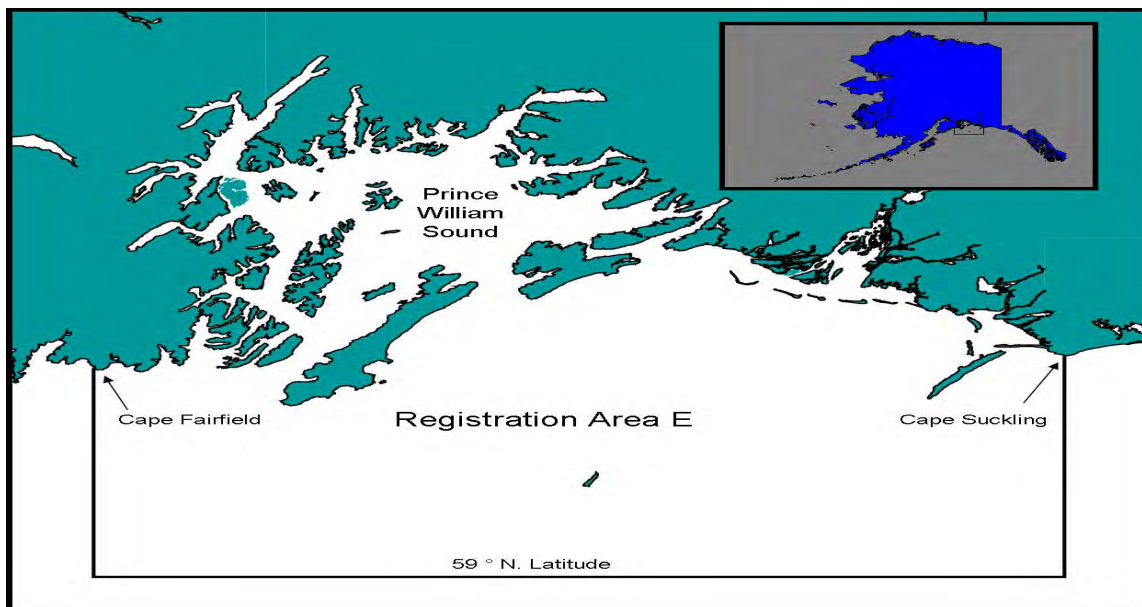 Prince
William
Sound
Cape Fairfield
Registration Area E
Cape Suckling
59 ° N. Latitude